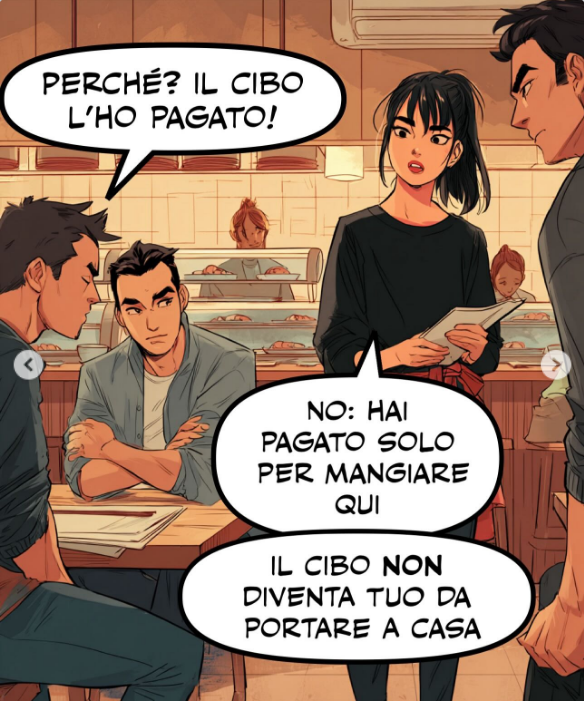 PERCHÉ? IL CIBO
L'HO PAGATO!
NO: HAI
PAGATO SOLO
PER MANGIARE
QUI
IL CIBO NON
DIVENTA TUO DA
PORTARE A CASA